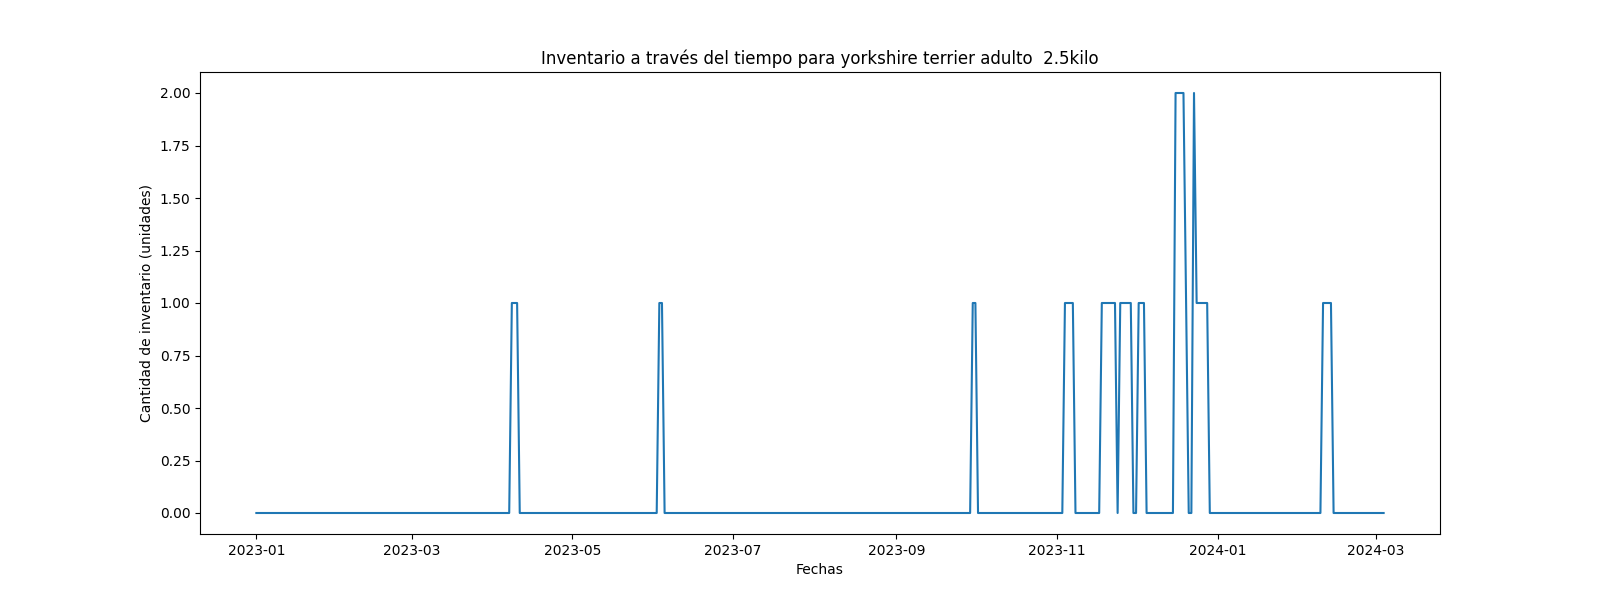 Inventario a través del tiempo para yorkshire terrier adulto  2.5kilo
2.00
1.75
1.50
1.25
1.00
0.75
0.50
0.25
0.00
Cantidad de inventario (unidades)
2023-01 2023-03 2023-05 2023-07 2023-09 2023-11 2024-01 2024-03
Fechas